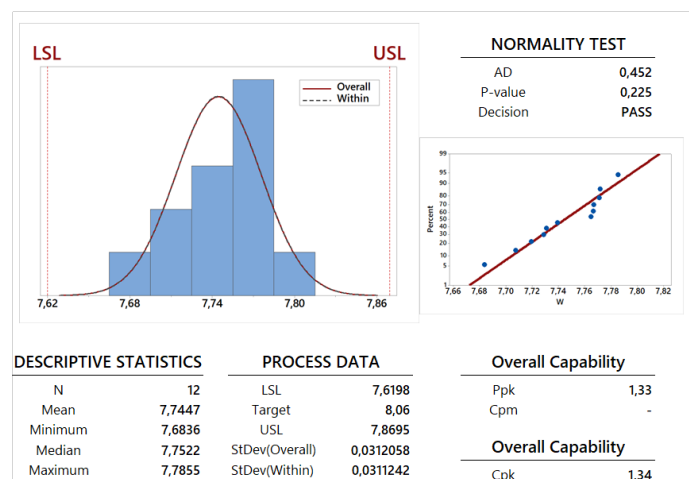 LSL USL
Overall
Within
7,62 7,68 7,74 7,80 7,86
NORMALITY TEST
AD 0,452
P-value 0,225
Decision PASS
99
95
90
80
70
60
50
40
30
20
10
5
1
Percent
7,66 7,68 7,70 7,72 7,74 7,76 7,78 7,80 7,82
W
DESCRIPTIVE STATISTICS
N 12
Mean 7,7447
Minimum 7,6836
Median 7,7522
Maximum 7,7855
PROCESS DATA
LSL 7,6198
Target 8,06
USL 7,8695
StDev(Overall) 0,0312058
StDev(Within) 0,0311242
Overall Capability
Ppk 1,33
Cpm -
Overall Capability
Cpk 1,34